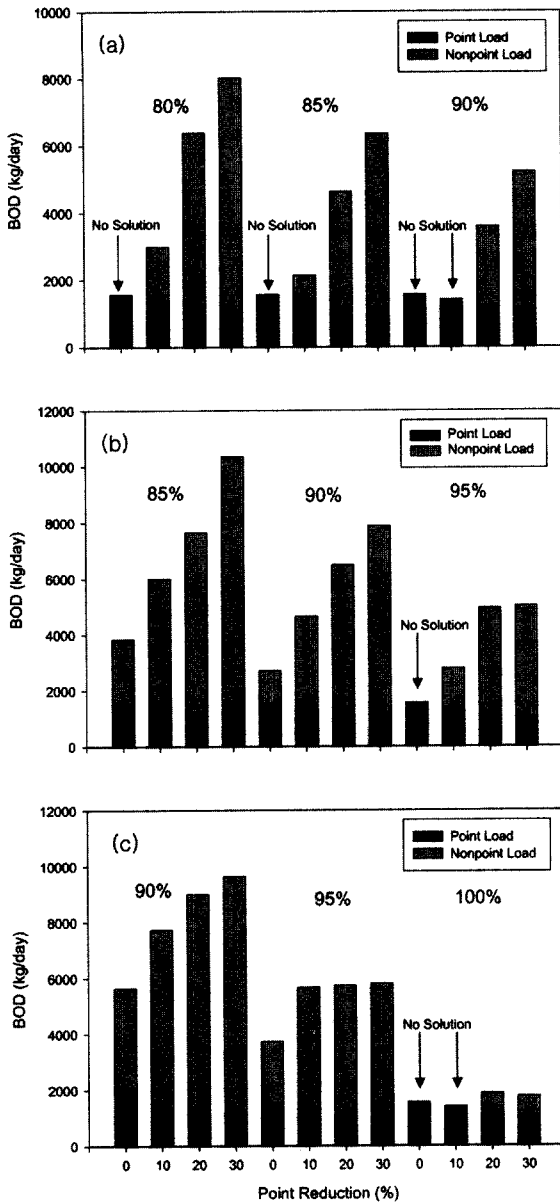 (a)
Point Load
Nonpoint Load
80%
85%
90%
No Solution
No Solution
No Solution
BOD (kg/day)
10000
8000
6000
4000
2000
0
(b)
Point Load
Nonpoint Load
85%
90%
95%
No Solution
BOD (kg/day)
12000
10000
8000
6000
4000
2000
0
(c)
Point Load
Nonpoint Load
90%
95%
100%
No Solution
BOD (kg/day)
12000
10000
8000
6000
4000
2000
0
0 10 20 30 0 10 20 30 0 10 20 30
Point Reduction (%)